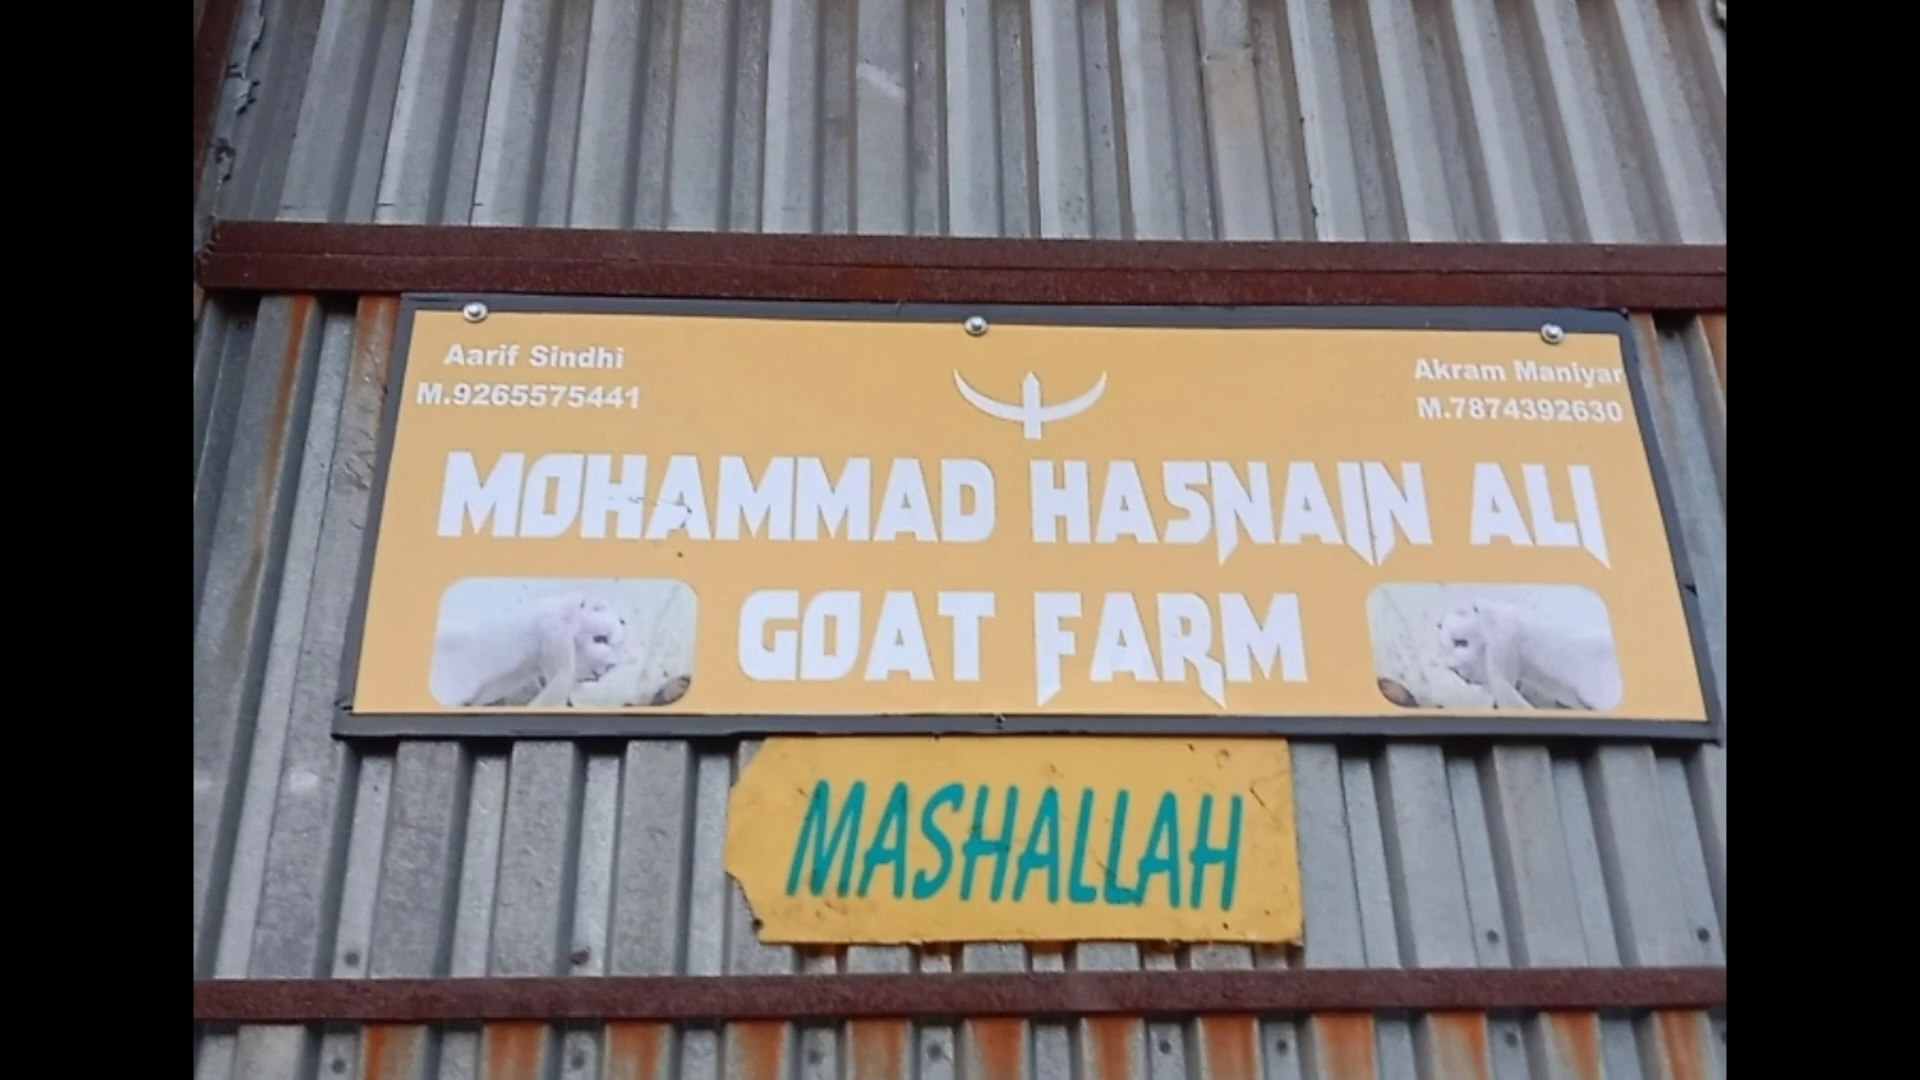 Aarif Sindhi
M.9265575441
Akram Maniyar
M.7874392630
MOHAMMAD HASNAIN ALI
GOAT FARM
MASHALLAH